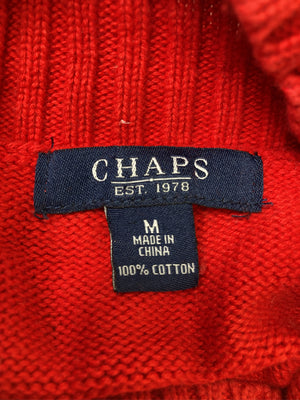 CHAPS
EST. 1978
M
MADE IN
CHINA
100% COTTON